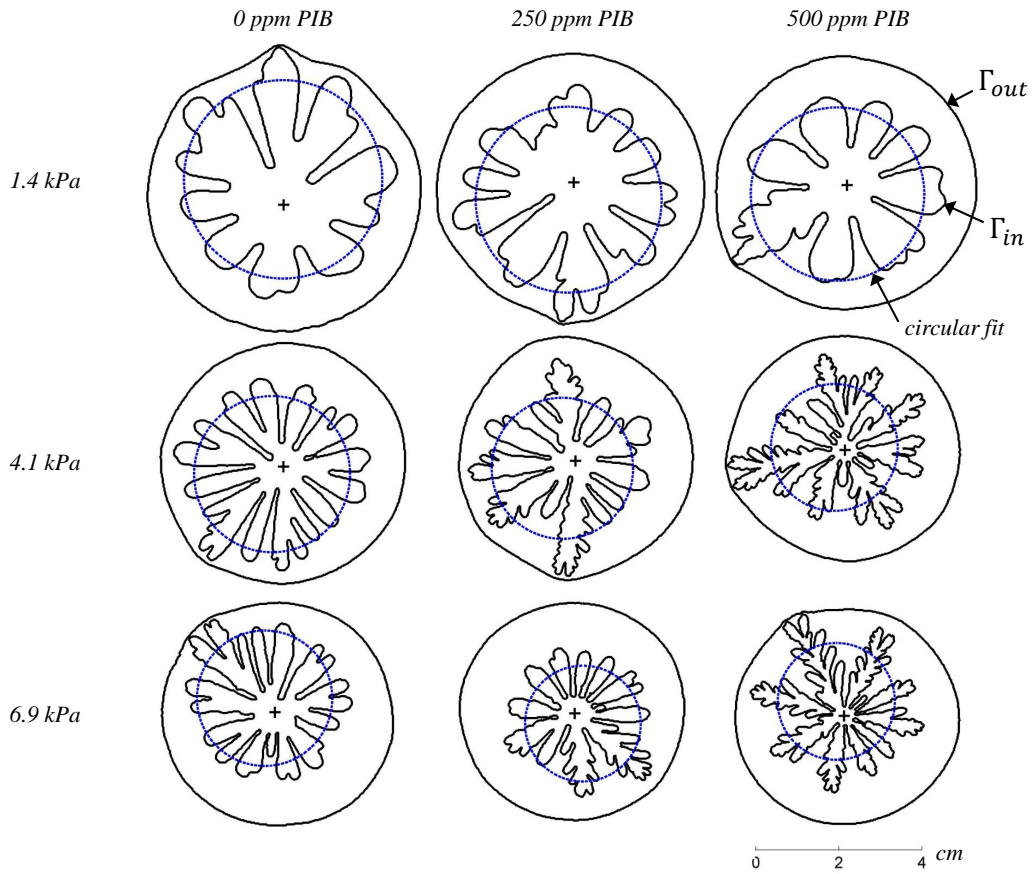 0 ppm PIB 250 ppm PIB 500 ppm PIB
Γout
1.4 kPa
Γin
circular fit
4.1 kPa
6.9 kPa
cm
0 2 4